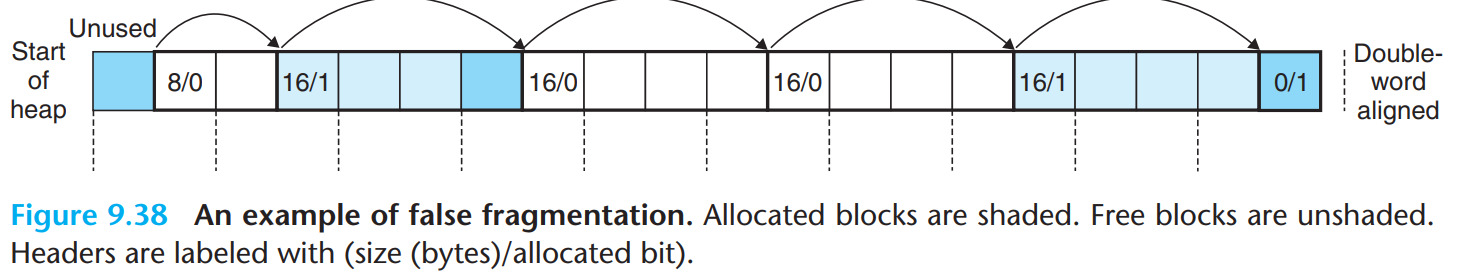 Unused
Start
of
heap
8/0
16/1
16/0
16/0
16/1
0/1
Double-
word
aligned
Figure 9.38 An example of false fragmentation. Allocated blocks are shaded. Free blocks are unshaded.
Headers are labeled with (size (bytes)/allocated bit).